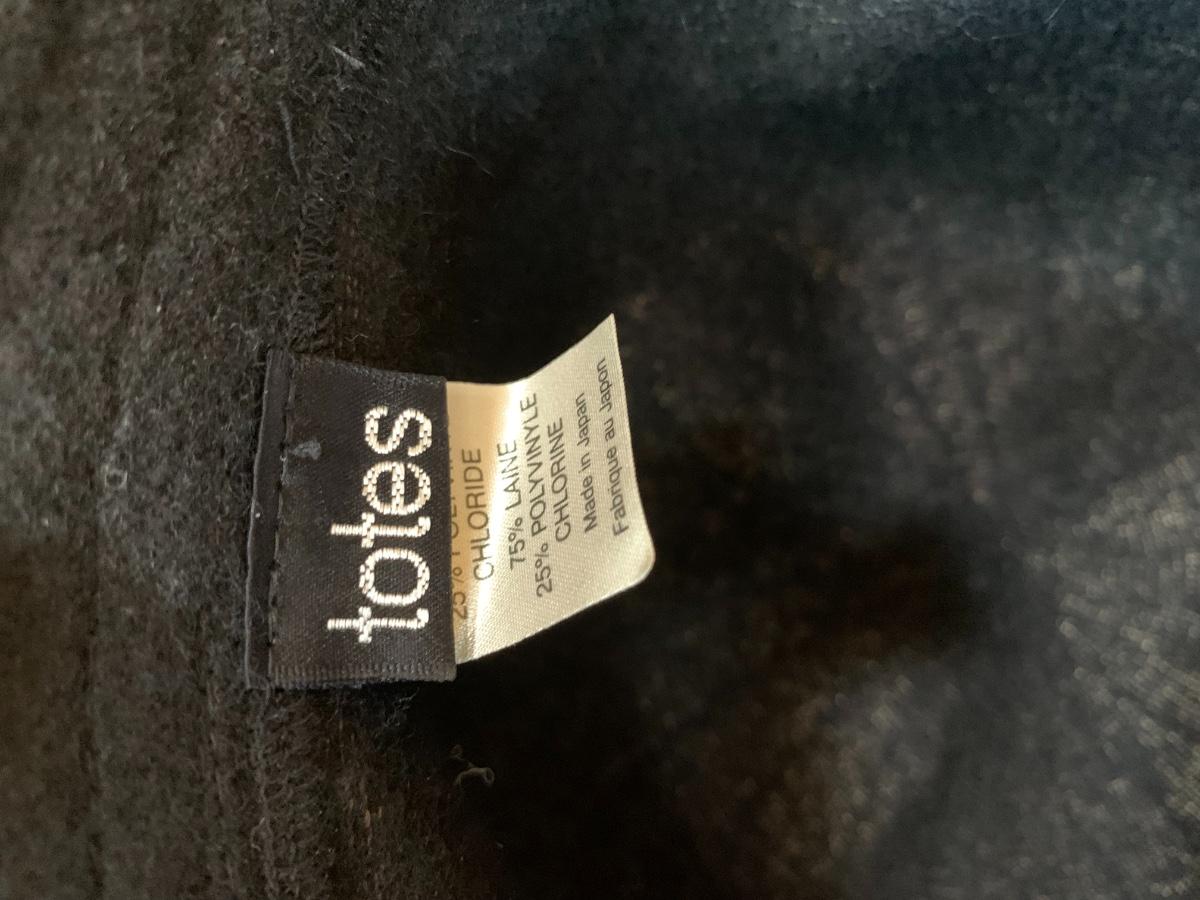 totes
25%
CHLORIDE
75% LAINE
25% POLYVINYLE
CHLORINE
Made in Japan
Fabrique au Japon